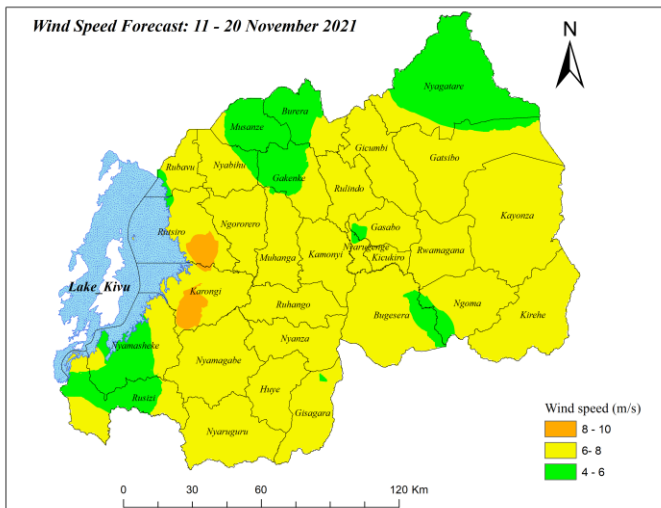 Wind Speed Forecast: 11 - 20 November 2021
N
Nyagatare
Burera
Musanze
Gicumbi
Rubavu
Nyabihu
Gatsibo
Gakenke
Rulindo
Kayonza
Rutsiro
Ngororero
Gasabo
Nyarugenge
Muhanga
Kamonyi
Kicukiro
Rwamagana
Lake_Kivu
Karongi
Ruhango
Bugesera
Ngoma
Kirehe
Nyamasheke
Nyanza
Nyamagabe
Huye
Rusizi
Gisagara
Nyaruguru
Wind speed (m/s)
8 - 10
6- 8
4 - 6
0 30 60 120 Km